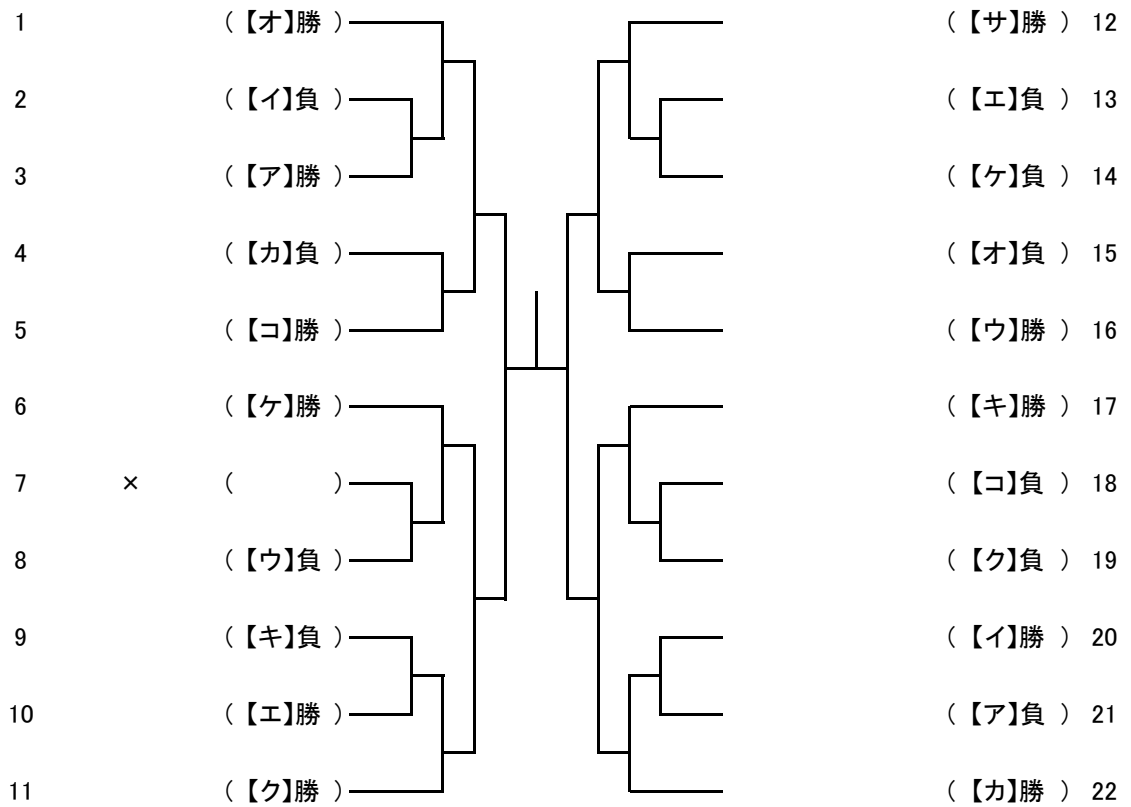 1 ( 【オ】勝 ) ( 【サ】勝 ) 12
2 ( 【イ】負 ) ( 【エ】負 ) 13
3 ( 【ア】勝 ) ( 【ケ】負 ) 14
4 ( 【カ】負 ) ( 【オ】負 ) 15
5 ( 【コ】勝 ) ( 【ウ】勝 ) 16
6 ( 【ケ】勝 ) ( 【キ】勝 ) 17
7 × ( ) ( 【コ】負 ) 18
8 ( 【ウ】負 ) ( 【ク】負 ) 19
9 ( 【キ】負 ) ( 【イ】勝 ) 20
10 ( 【エ】勝 ) ( 【ア】負 ) 21
11 ( 【ク】勝 ) ( 【カ】勝 ) 22